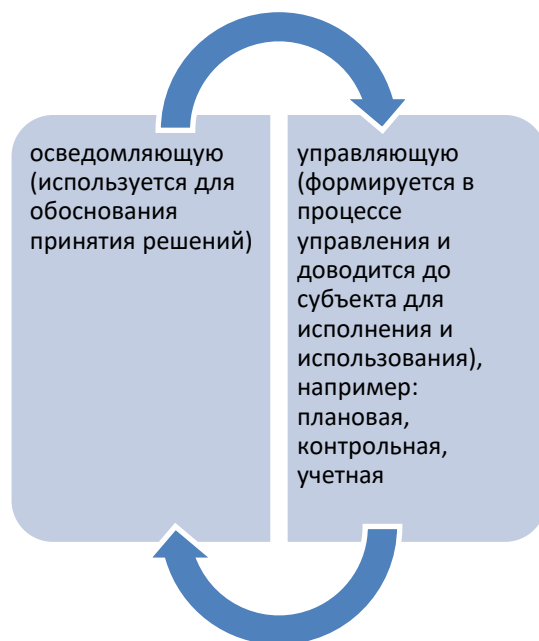 осведомляющую
(используется для
обоснования
принятия решений)
управляющую
(формируется в
процессе
управления и
доводится до
субъекта для
исполнения и
использования),
например:
плановая,
контрольная,
учетная